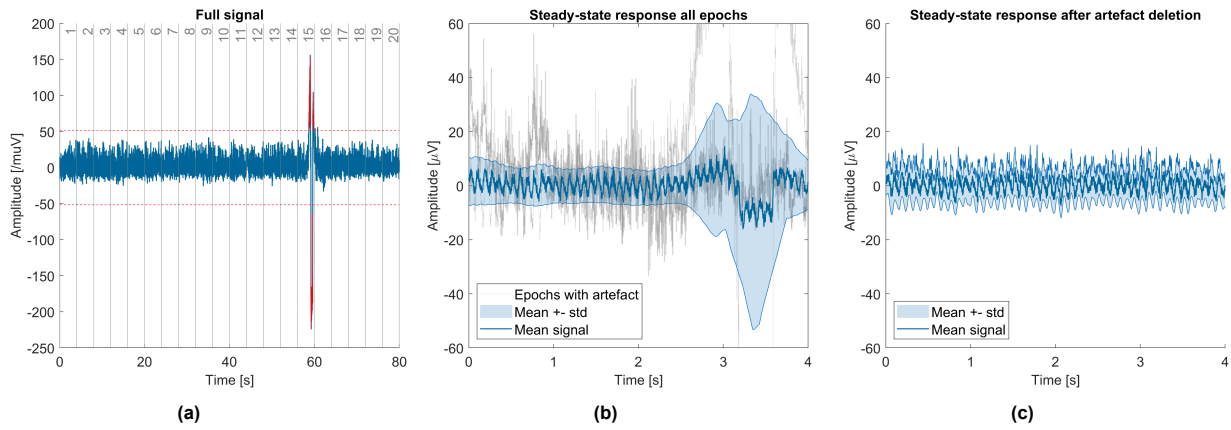 Full signal
1 2 3 4 5 6 7 8 9 10 11 12 13 14 15 16 17 18 19 20
200
150
100
50
0
-50
-100
-150
-200
-250
Amplitude [/muV]
0 20 40 60 80
Time [s]
(a)
Steady-state response all epochs
60
40
20
0
-20
-40
-60
Amplitude [μV]
Epochs with artefact
Mean +- std
Mean signal
0 1 2 3 4
Time [s]
(b)
Steady-state response after artefact deletion
60
40
20
0
-20
-40
-60
Amplitude [μV]
Mean +- std
Mean signal
0 1 2 3 4
Time [s]
(c)